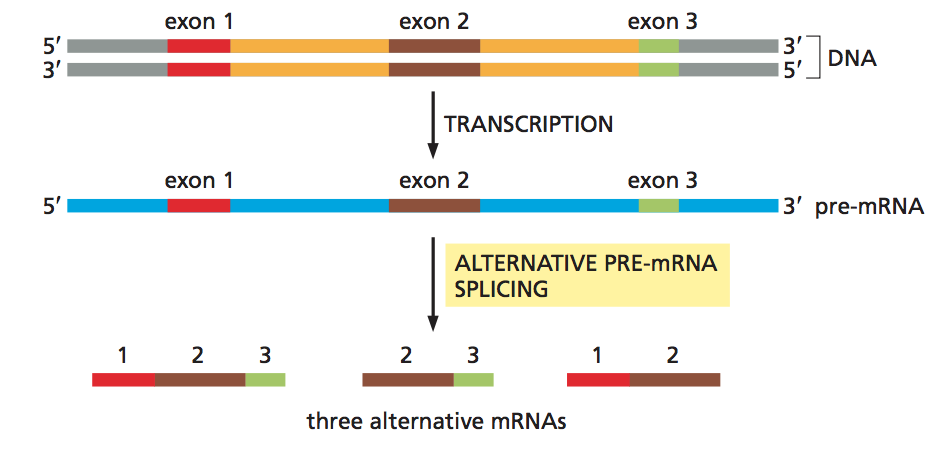 exon 1 exon 2 exon 3
5′ 3′
3′ 5′
DNA
TRANSCRIPTION
exon 1 exon 2 exon 3
5′ 3′ pre-mRNA
ALTERNATIVE PRE-mRNA
SPLICING
1 2 3 2 3 1 2
three alternative mRNAs